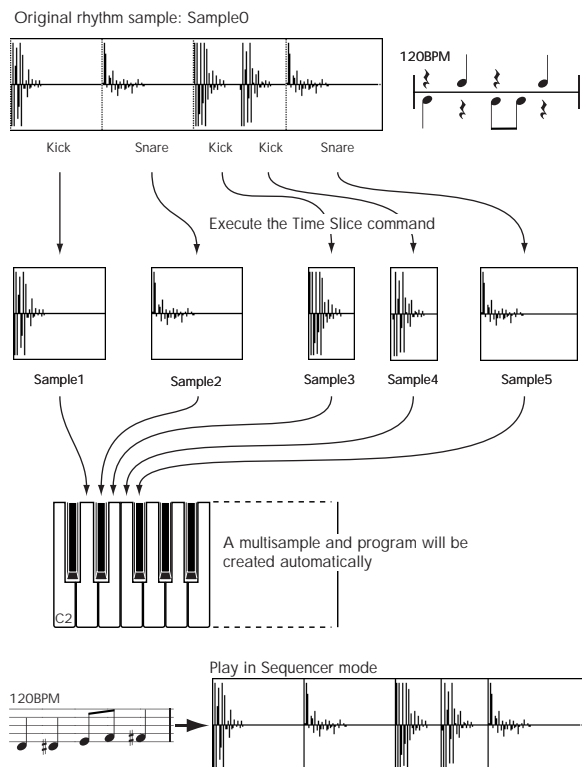 Original rhythm sample: Sample0
120BPM
Kick Snare Kick Kick Snare
Execute the Time Slice command
Sample1 Sample2 Sample3 Sample4 Sample5
A multisample and program will be
created automatically
C2
Play in Sequencer mode
120BPM